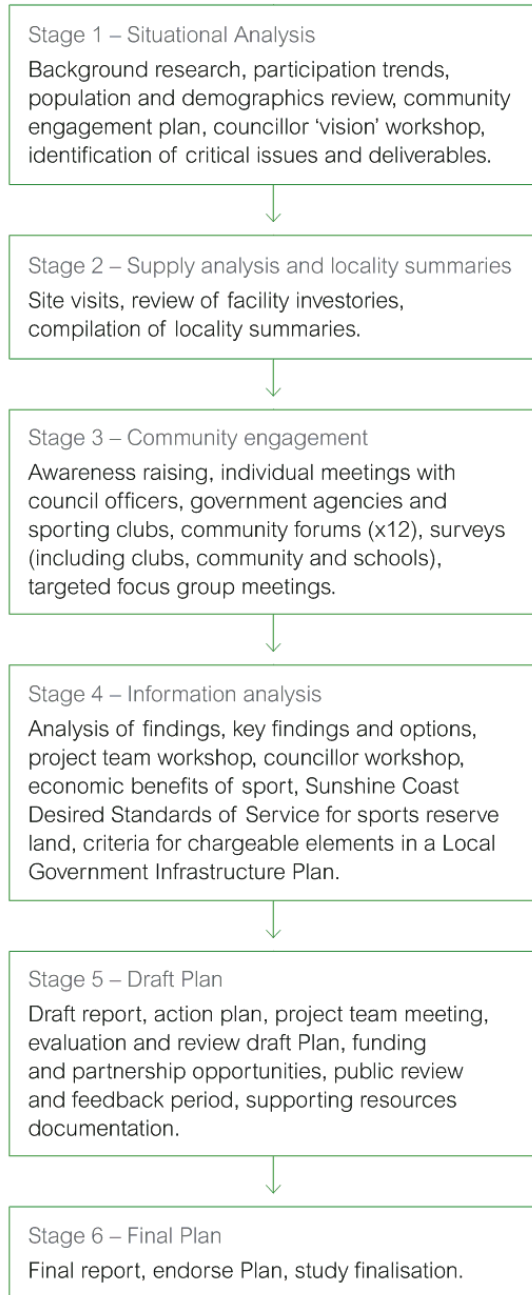 Stage 1 – Situational Analysis
Background research, participation trends,
population and demographics review, community
engagement plan, councillor ‘vision’ workshop,
identification of critical issues and deliverables.
Stage 2 – Supply analysis and locality summaries
Site visits, review of facility investories,
compilation of locality summaries.
Stage 3 – Community engagement
Awareness raising, individual meetings with
council officers, government agencies and
sporting clubs, community forums (x12), surveys
(including clubs, community and schools),
targeted focus group meetings.
Stage 4 – Information analysis
Analysis of findings, key findings and options,
project team workshop, councillor workshop,
economic benefits of sport, Sunshine Coast
Desired Standards of Service for sports reserve
land, criteria for chargeable elements in a Local
Government Infrastructure Plan.
Stage 5 – Draft Plan
Draft report, action plan, project team meeting,
evaluation and review draft Plan, funding
and partnership opportunities, public review
and feedback period, supporting resources
documentation.
Stage 6 – Final Plan
Final report, endorse Plan, study finalisation.